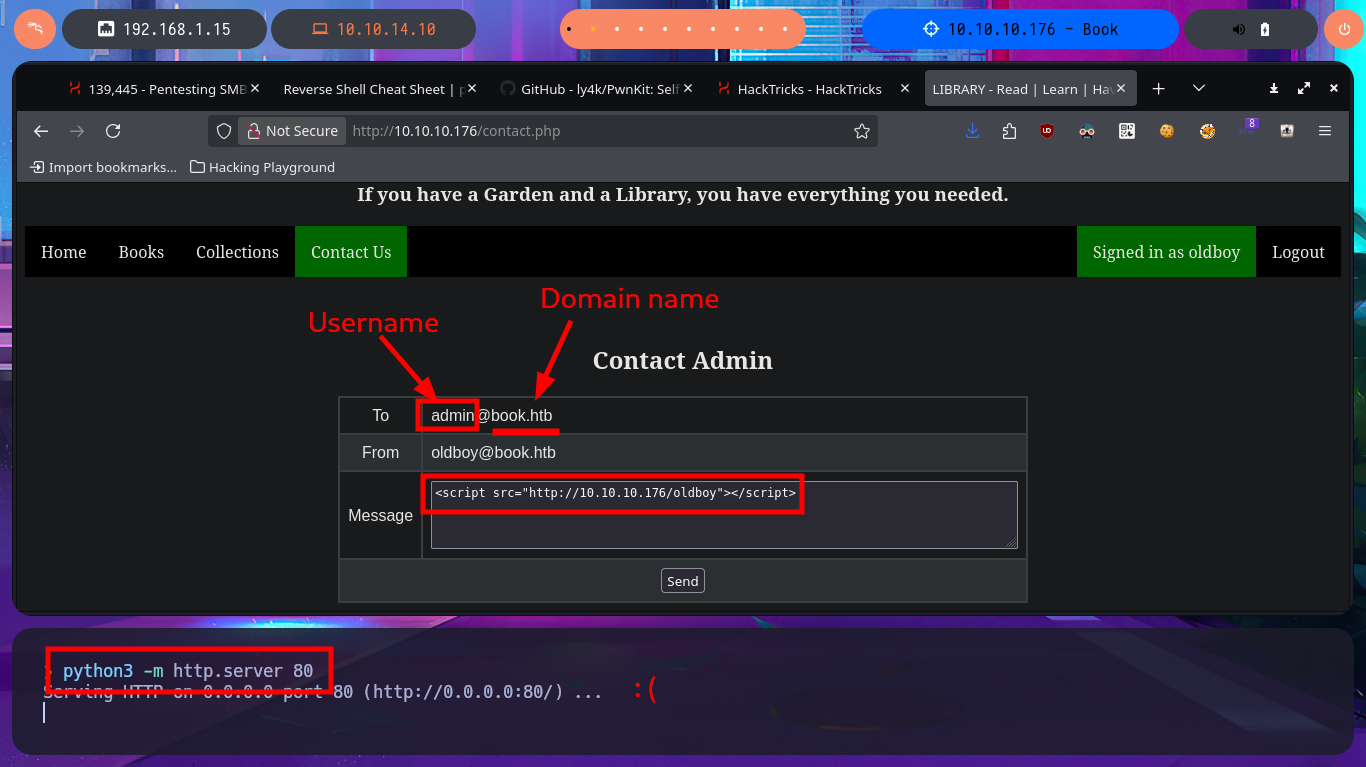 192.168.1.15
10.10.14.10
10.10.10.176 - Book
139,445 - Pentesting SMB
Reverse Shell Cheat Sheet | p
GitHub - ly4k/PwnKit: Self
HackTricks - HackTricks
LIBRARY - Read | Learn | Hav
Not Secure
http://10.10.10.176/contact.php
8
Import bookmarks...
Hacking Playground
If you have a Garden and a Library, you have everything you needed.
Home
Books
Collections
Contact Us
Signed in as oldboy
Logout
Domain name
Username
Contact Admin
To
admin@book.htb
From
oldboy@book.htb
Message
<script src="http://10.10.10.176/oldboy"></script>
Send
python3 -m http.server 80
Serving HTTP on 0.0.0.0 port 80 (http://0.0.0.0:80/) ...
:(